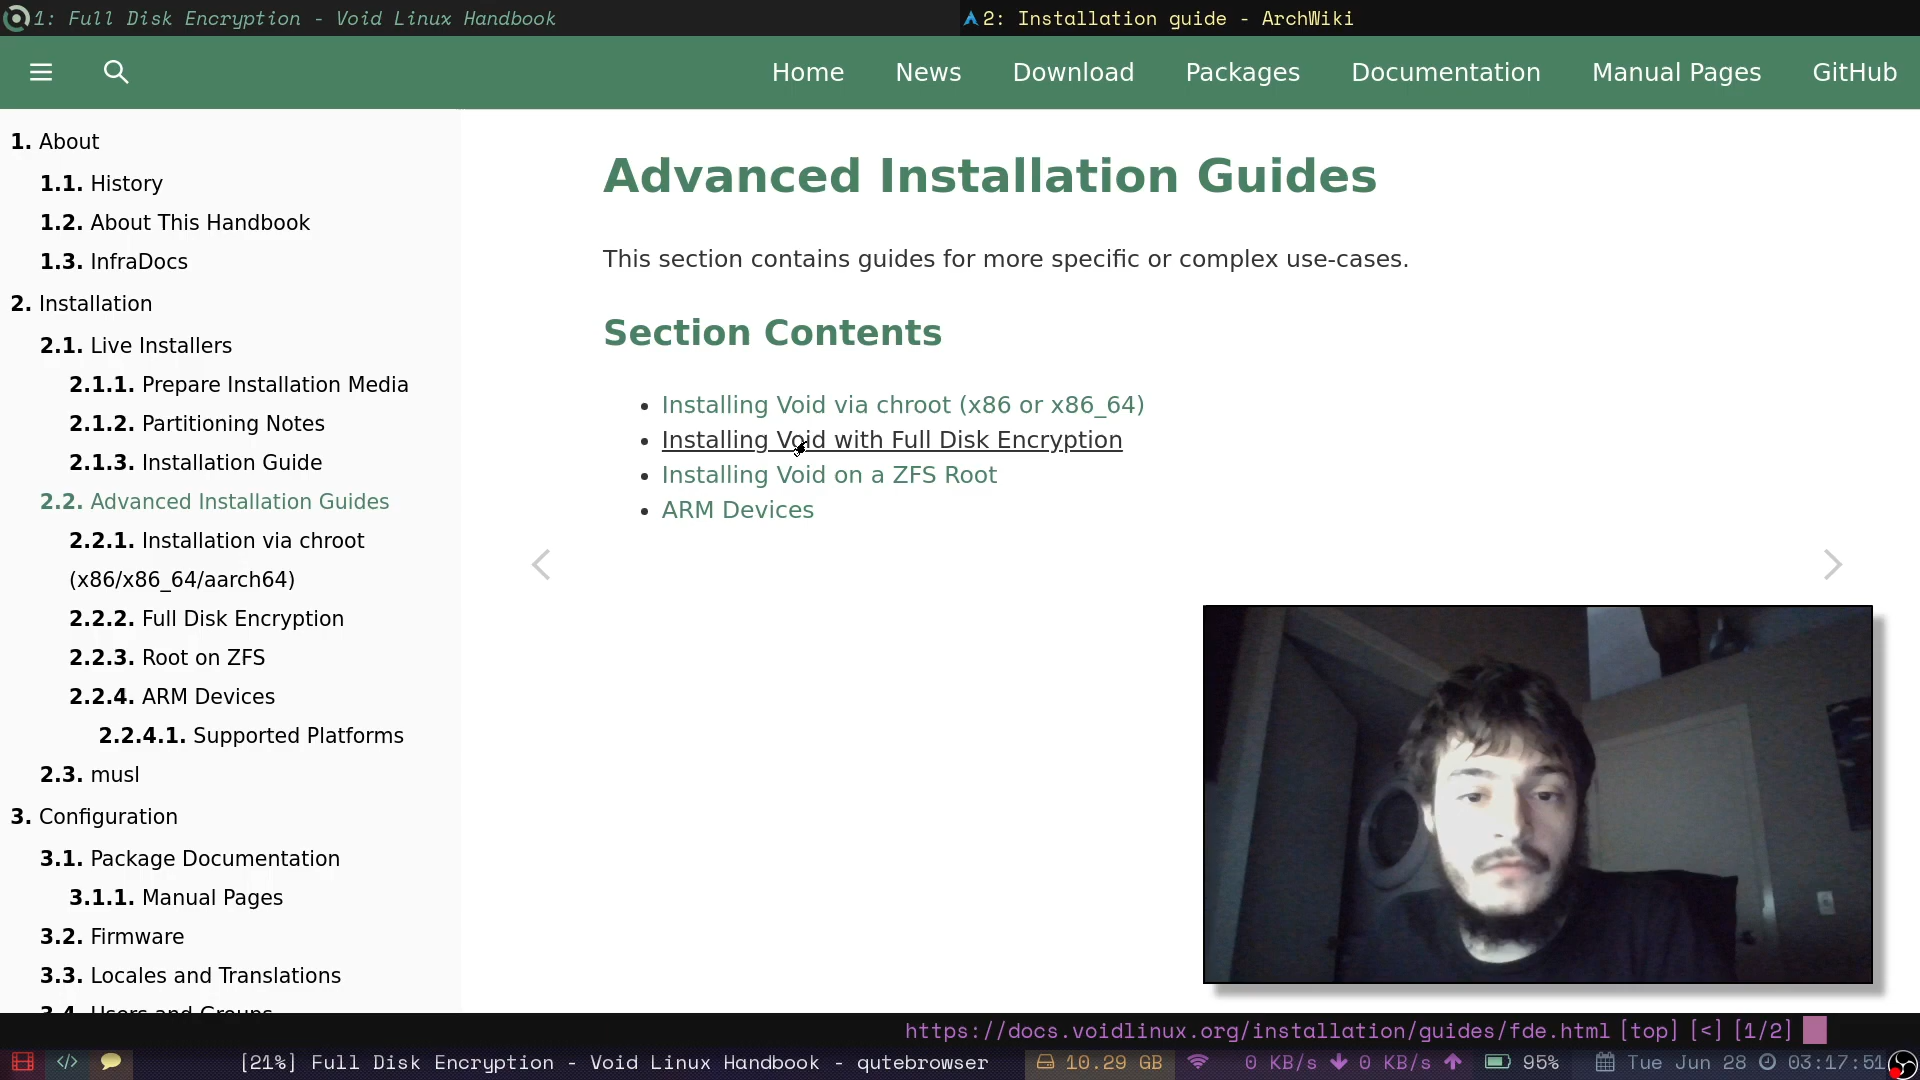 1: Full Disk Encryption - Void Linux Handbook
2: Installation guide - ArchWiki
Home News Download Packages Documentation Manual Pages GitHub
1. About
1.1. History
1.2. About This Handbook
1.3. InfraDocs
2. Installation
2.1. Live Installers
2.1.1. Prepare Installation Media
2.1.2. Partitioning Notes
2.1.3. Installation Guide
2.2. Advanced Installation Guides
2.2.1. Installation via chroot
(x86/x86_64/aarch64)
2.2.2. Full Disk Encryption
2.2.3. Root on ZFS
2.2.4. ARM Devices
2.2.4.1. Supported Platforms
2.3. musl
3. Configuration
3.1. Package Documentation
3.1.1. Manual Pages
3.2. Firmware
3.3. Locales and Translations
3.4. Users and Groups
Advanced Installation Guides
This section contains guides for more specific or complex use-cases.
Section Contents
• Installing Void via chroot (x86 or x86_64)
• Installing Void with Full Disk Encryption
• Installing Void on a ZFS Root
• ARM Devices
https://docs.voidlinux.org/installation/guides/fde.html [top] [<] [1/2]
[21%] Full Disk Encryption - Void Linux Handbook - qutebrowser 10.29 GB 0 KB/s 0 KB/s 95% Tue Jun 28 03:17:51